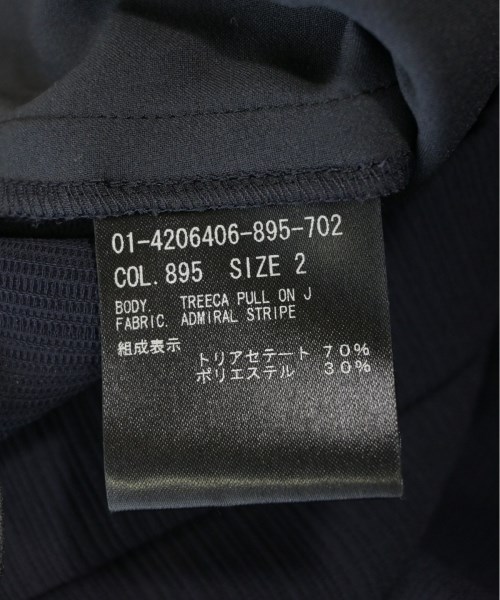 01-4206406-895-702
COL. 895 SIZE 2
BODY. TREECA PULL ON J
FABRIC. ADMIRAL STRIPE
組成表示
トリアセテート 70%
ポリエステル 30%